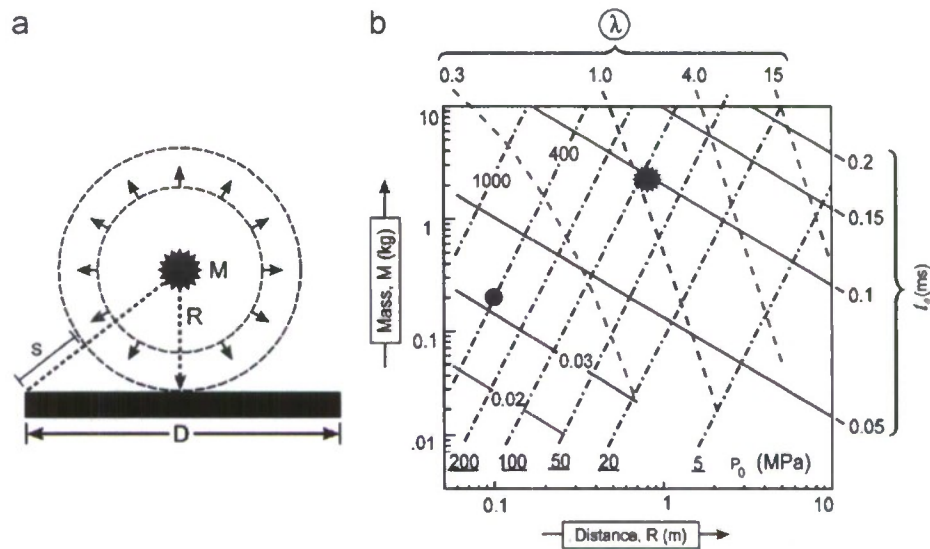 a
M
R
s
D
b
λ
0.3 1.0 4.0 15
10
1
0.1
.01
Mass, M (kg)
1000
400
0.03
0.02
200 100 50 20 5 P₀ (MPa)
0.2
0.15
0.1
0.05
(ms)
0.1 1 10
Distance, R (m)